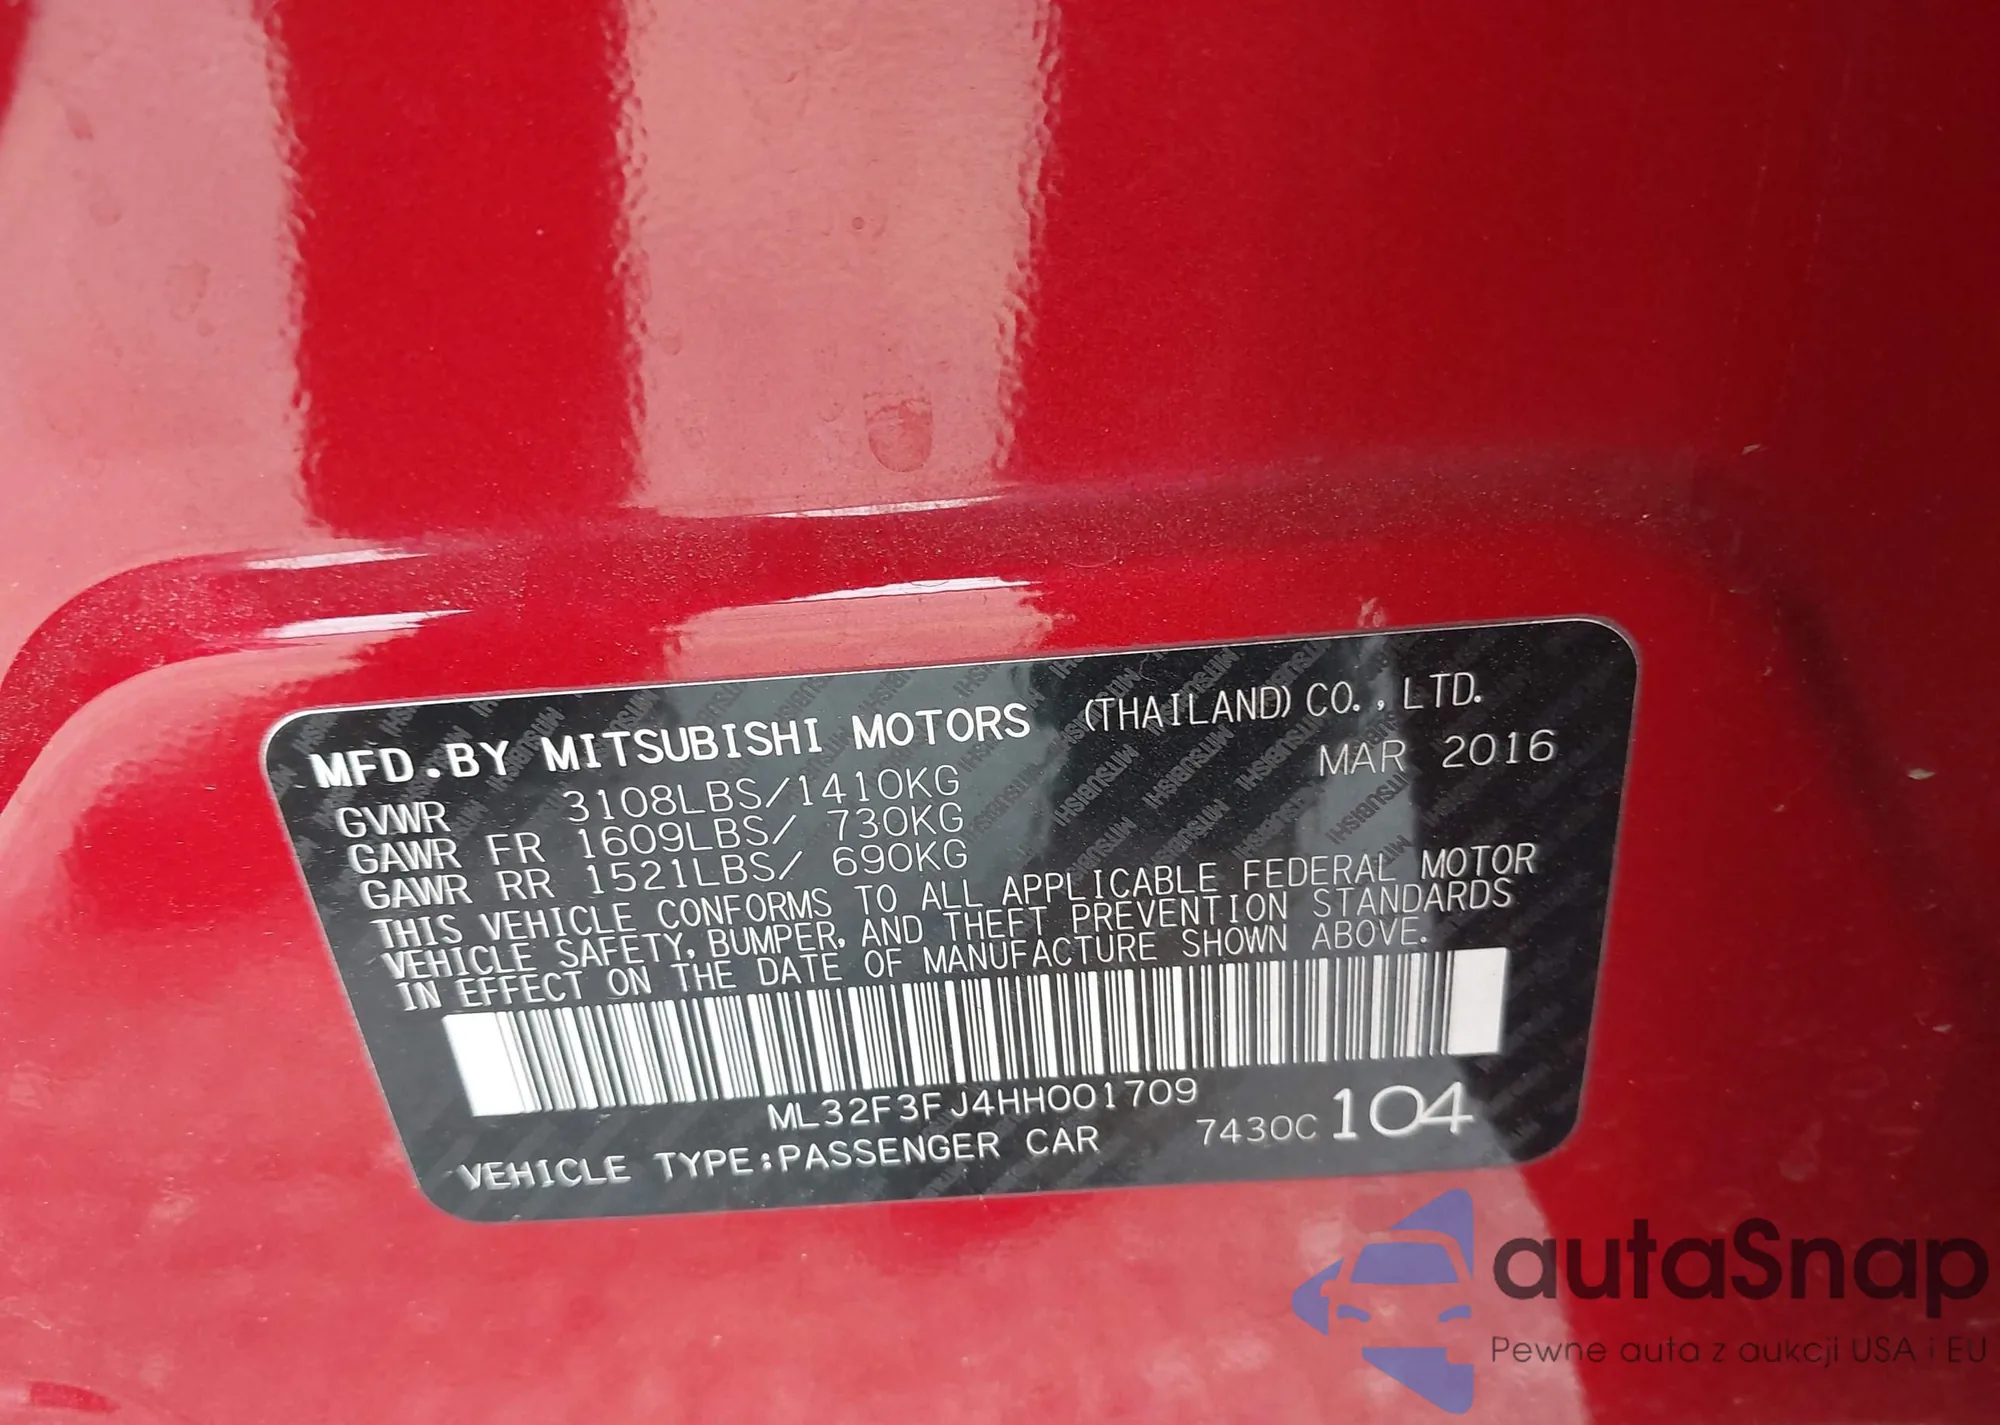 MFD.BY MITSUBISHI MOTORS (THAILAND) CO., LTD.
MAR 2016
GVWR 3108LBS/1410KG
GAWR FR 1609LBS/ 730KG
GAWR RR 1521LBS/ 690KG
THIS VEHICLE CONFORMS TO ALL APPLICABLE FEDERAL MOTOR
VEHICLE SAFETY, BUMPER, AND THEFT PREVENTION STANDARDS
IN EFFECT ON THE DATE OF MANUFACTURE SHOWN ABOVE.
ML32F3FJ4HH001709
7430C 104
VEHICLE TYPE:PASSENGER CAR
autaSnap
Pewne auta z aukcji USA i EU